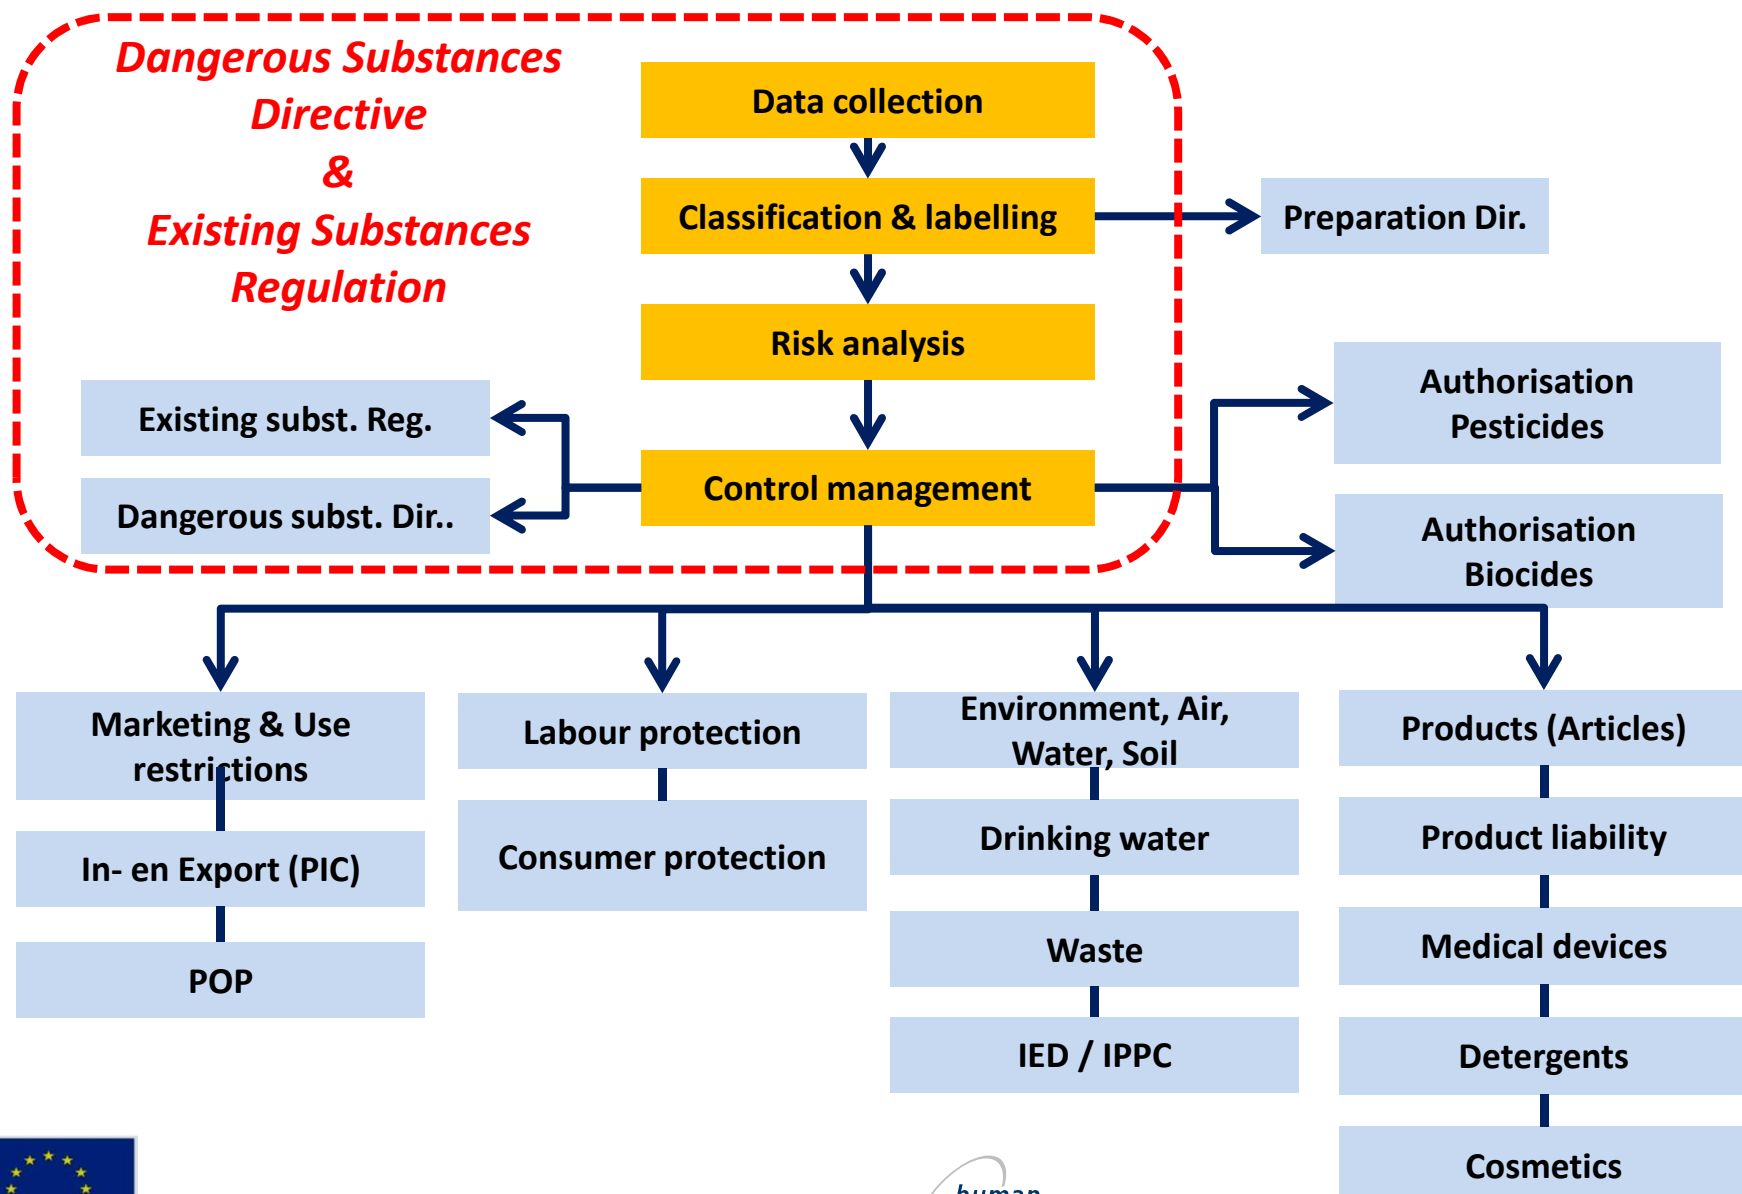 Dangerous Substances
Directive
&
Existing Substances
Regulation
Data collection
Classification & labelling
Preparation Dir.
Risk analysis
Existing subst. Reg.
Dangerous subst. Dir..
Control management
Authorisation
Pesticides
Authorisation
Biocides
Marketing & Use
restrictions
In- en Export (PIC)
POP
Labour protection
Consumer protection
Environment, Air,
Water, Soil
Drinking water
Waste
IED / IPPC
Products (Articles)
Product liability
Medical devices
Detergents
Cosmetics
human